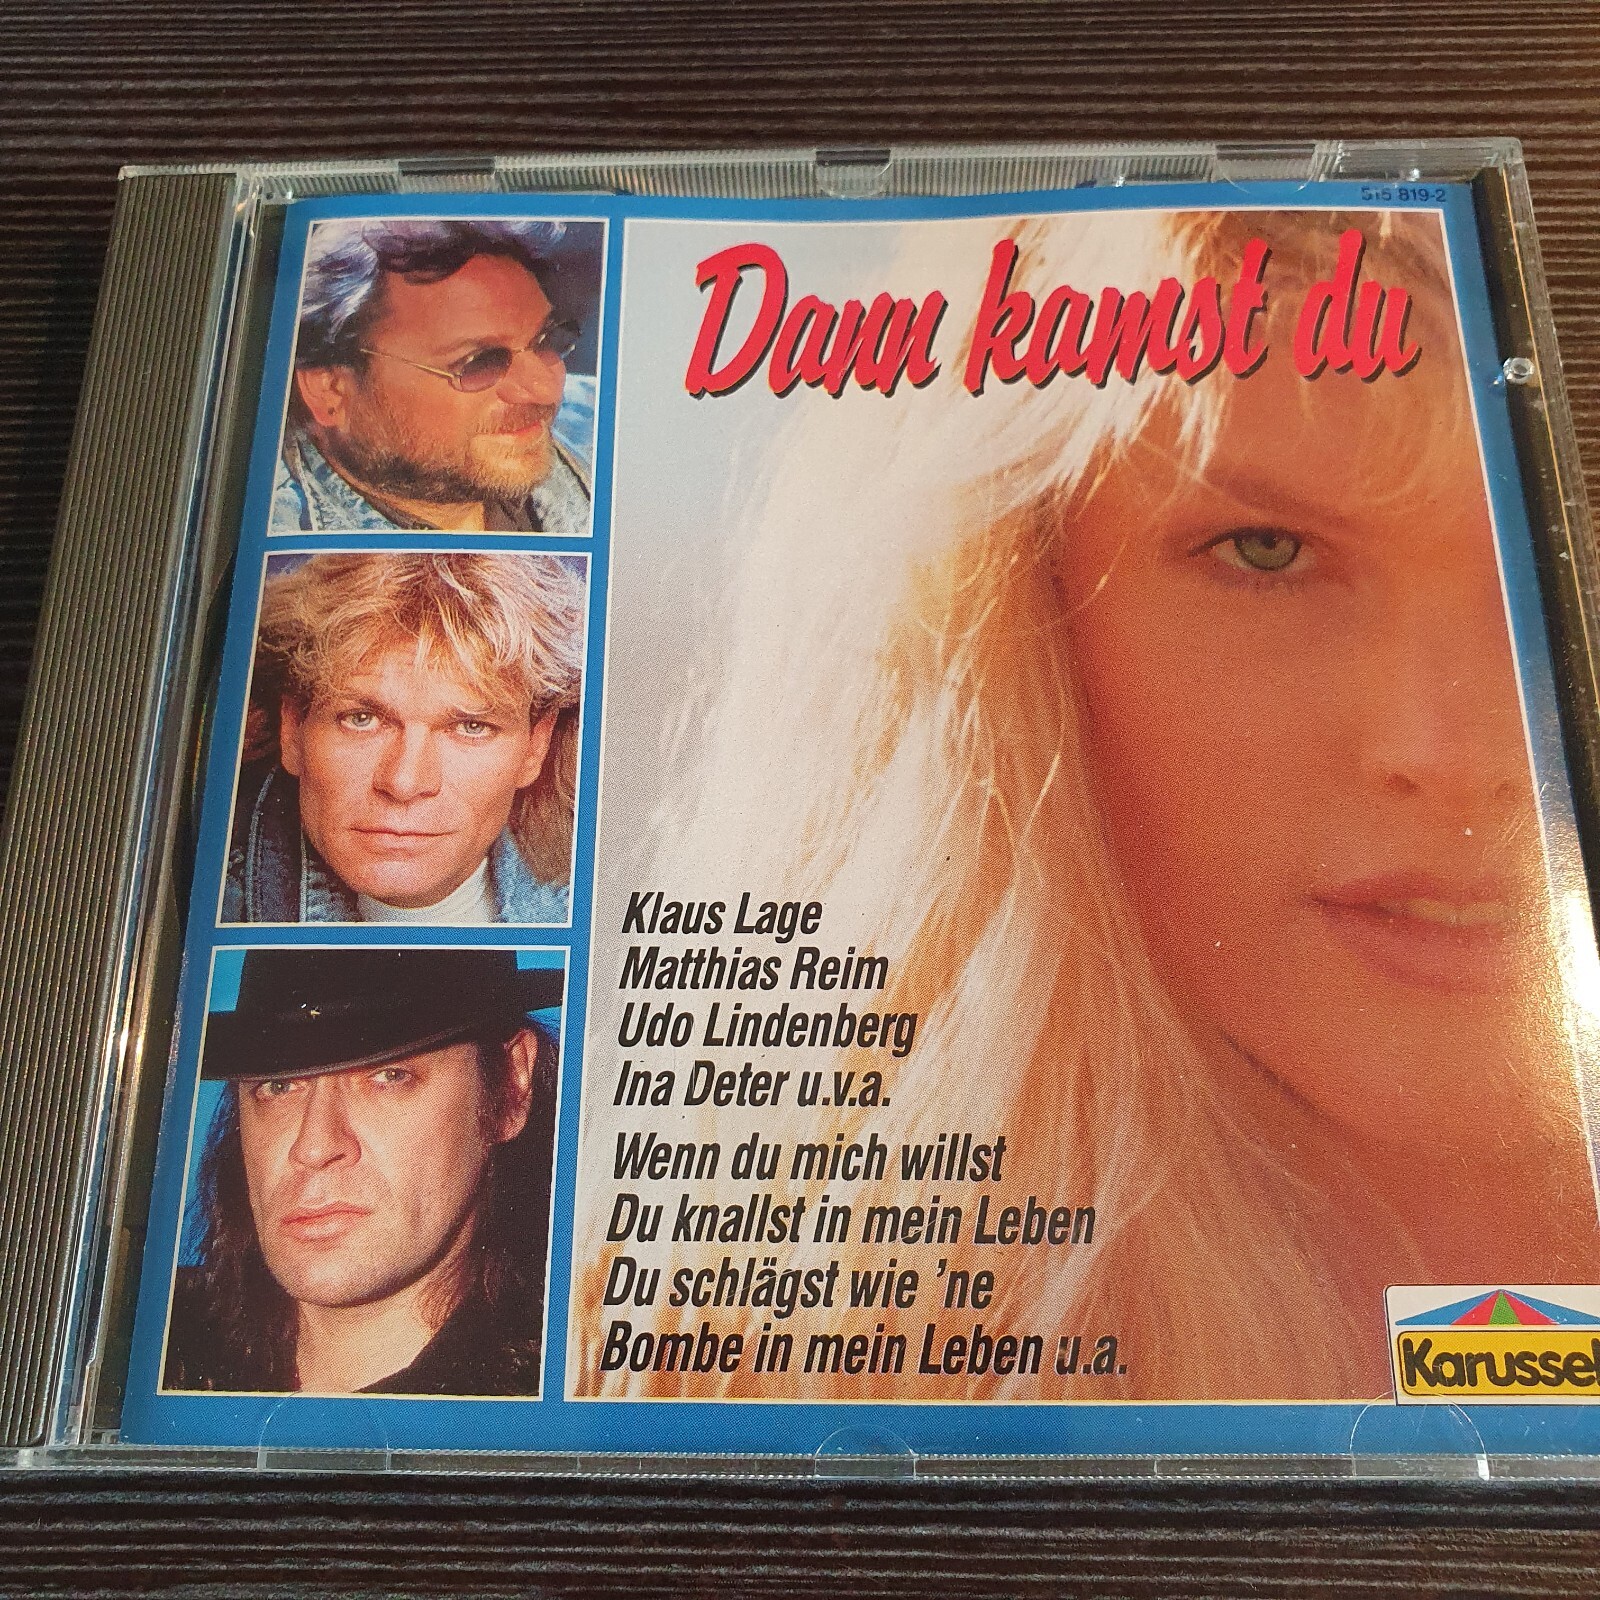 515 819-2
Dann kamst du
Klaus Lage
Matthias Reim
Udo Lindenberg
Ina Deter u.v.a.
Wenn du mich willst
Du knallst in mein Leben
Du schlägst wie 'ne
Bombe in mein Leben u.a.
Karussel